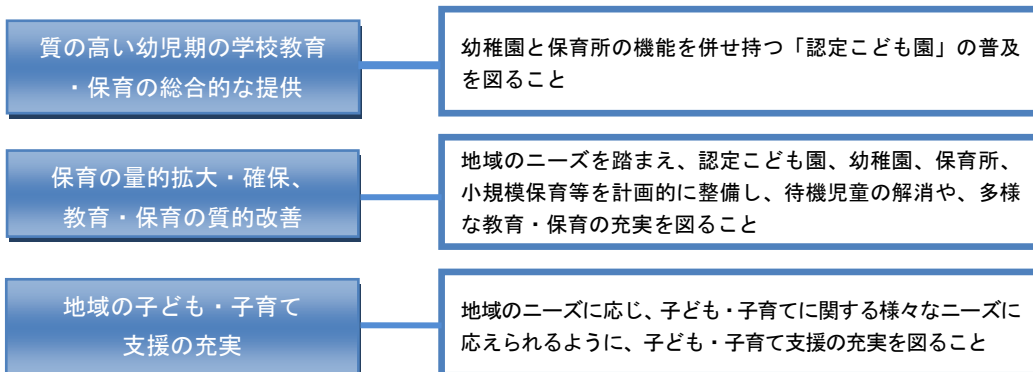 質の高い幼児期の学校教育
・保育の総合的な提供
幼稚園と保育所の機能を併せ持つ「認定こども園」の普及
を図ること
保育の量的拡大・確保、
教育・保育の質的改善
地域のニーズを踏まえ、認定こども園、幼稚園、保育所、
小規模保育等を計画的に整備し、待機児童の解消や、多様
な教育・保育の充実を図ること
地域の子ども・子育て
支援の充実
地域のニーズに応じ、子ども・子育てに関する様々なニーズに
応えられるように、子ども・子育て支援の充実を図ること